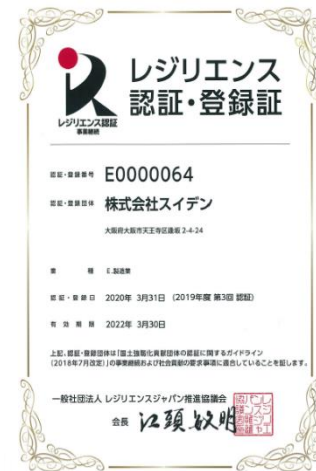 レジリエンス
認証・登録証
レジリエンス認証
事業継続
認証・登録番号 E0000064
認証・登録団体 株式会社スイデン
大阪府大阪市天王寺区逢坂 2-4-24
業 種 E.製造業
認証・登録日 2020年 3月31日 (2019年度 第3回 認証)
有効期限 2022年 3月30日
上記、認証・登録団体は「国土強靱化貢献団体の認証に関するガイドライン
(2018年7月改定)」の事業継続および社会貢献の要求事項に適合していることを証します。
一般社団法人 レジリエンスジャパン推進協議会
会長 江頭敏明